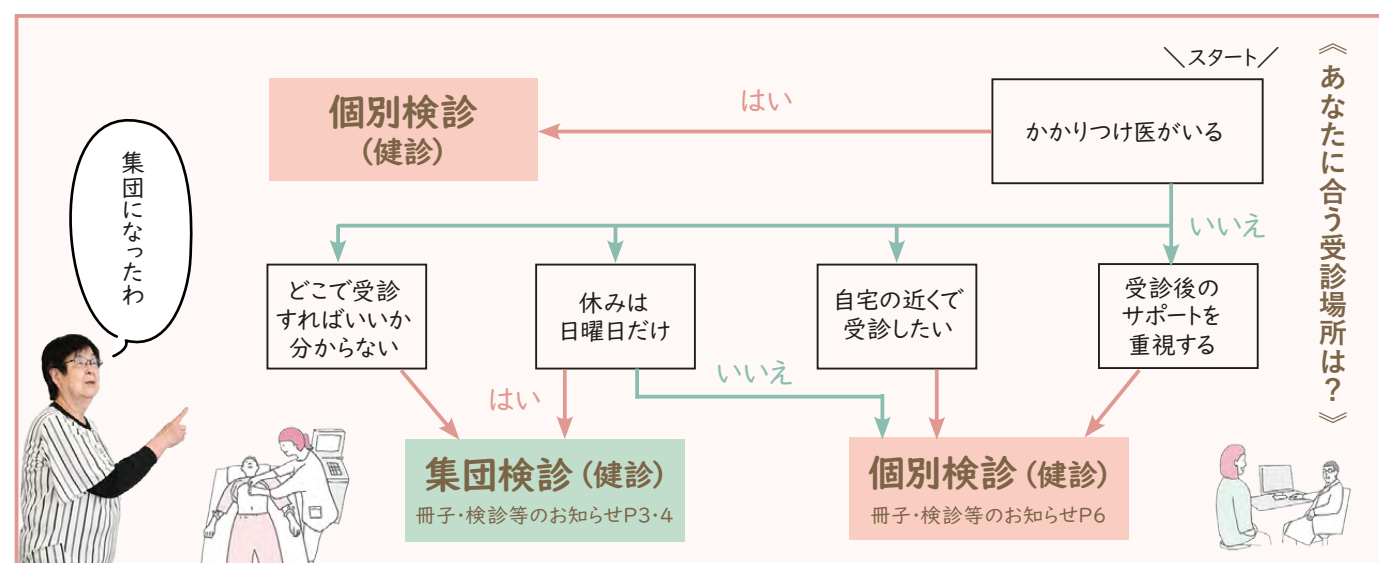 《あなたに合う受診場所は?》
＼スタート／
かかりつけ医がいる
はい
個別検診
(健診)
いいえ
受診後の
サポートを
重視する
自宅の近くで
受診したい
休みは
日曜日だけ
どこで受診
すればいいか
分からない
はい
いいえ
個別検診(健診)
冊子・検診等のお知らせP6
集団検診(健診)
冊子・検診等のお知らせP3・4
集団になったわ